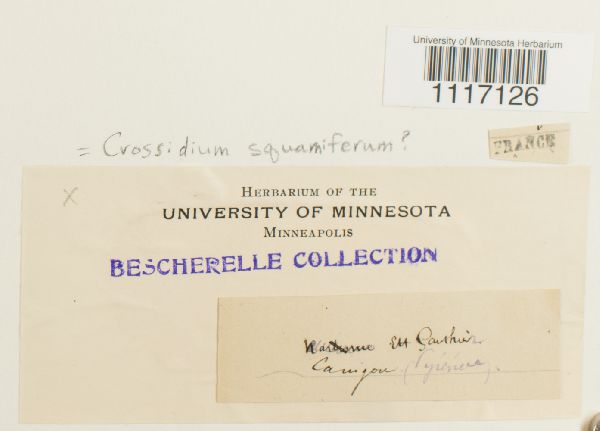 University of Minnesota Herbarium
1117126
= Crossidium squamiferum?
FRANCE
X
HERBARIUM OF THE
UNIVERSITY OF MINNESOTA
MINNEAPOLIS
BESCHERELLE COLLECTION
Gauthier
Canigou (Pyrénées)